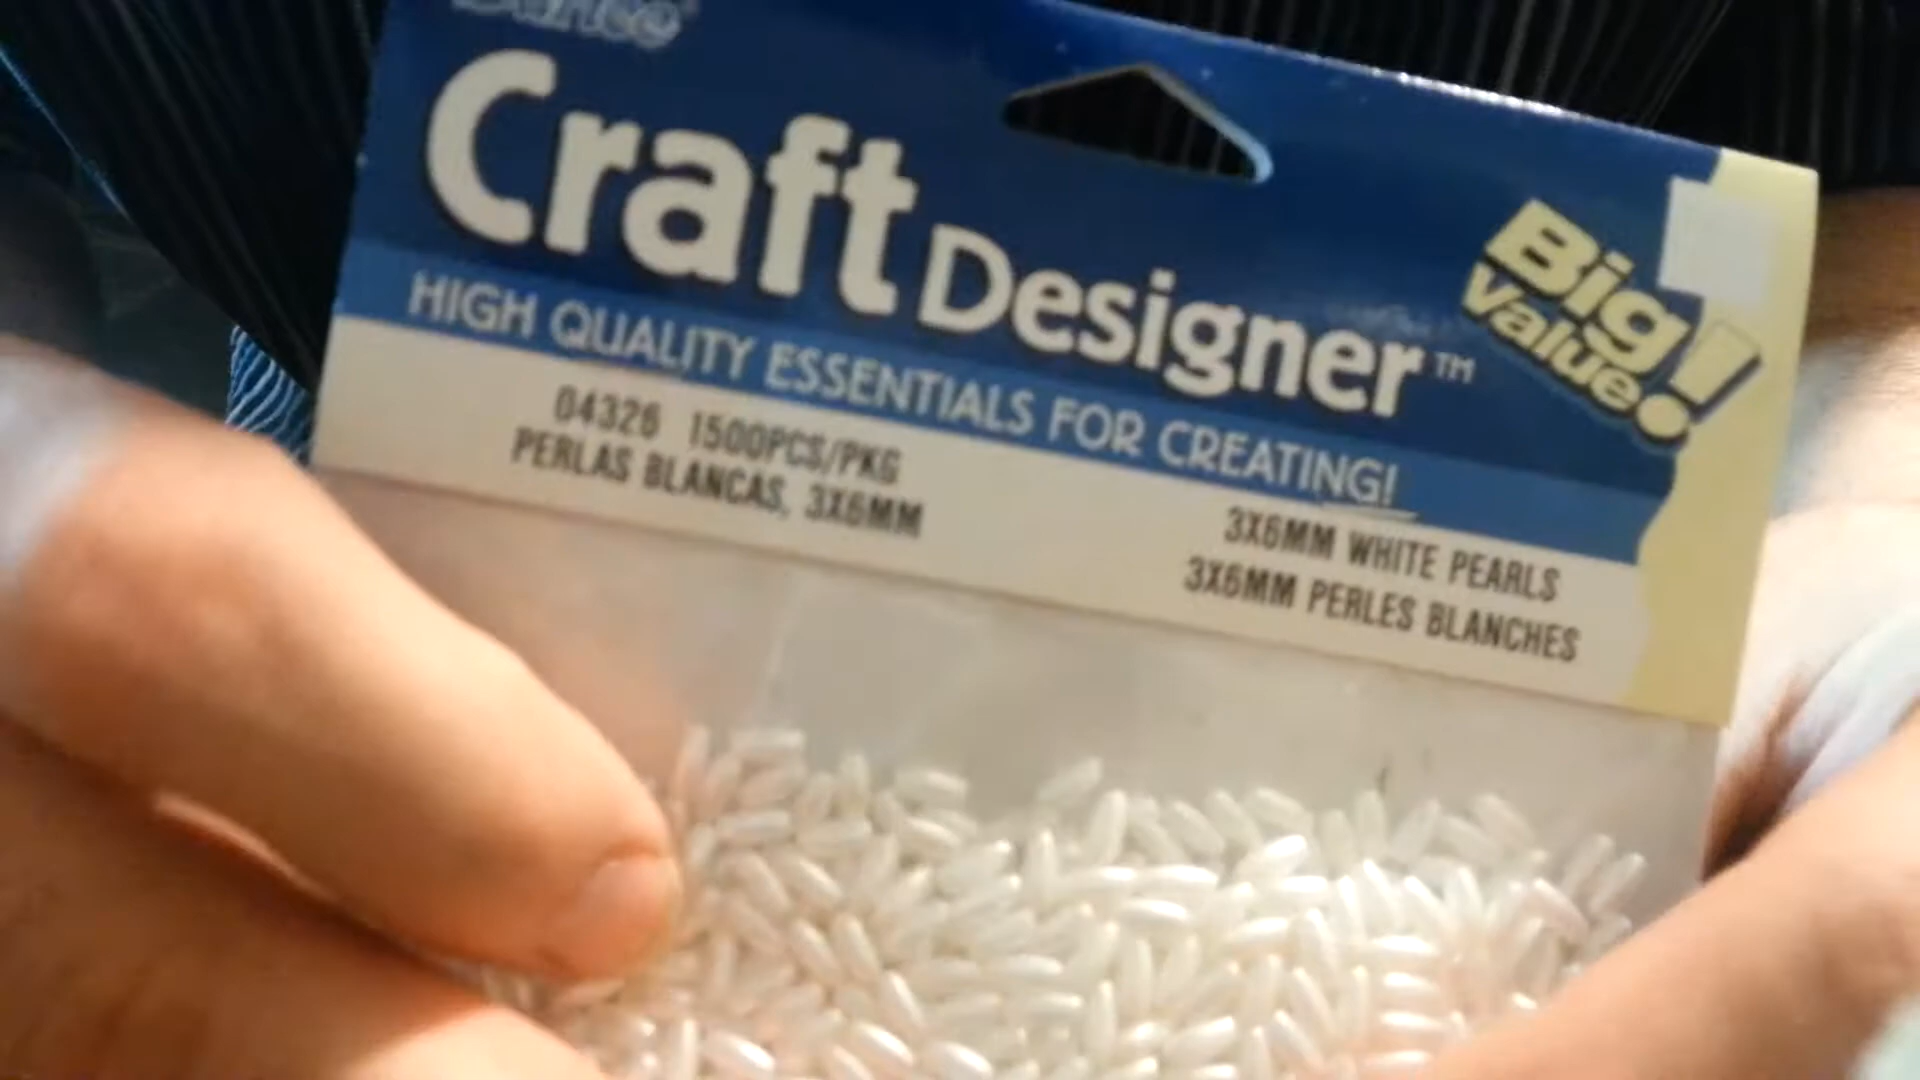 Craft Designer™
Big Value!
HIGH QUALITY ESSENTIALS FOR CREATING!
04326 1500PCS/PKG
PERLAS BLANCAS, 3X6MM
3X6MM WHITE PEARLS
3X6MM PERLES BLANCHES